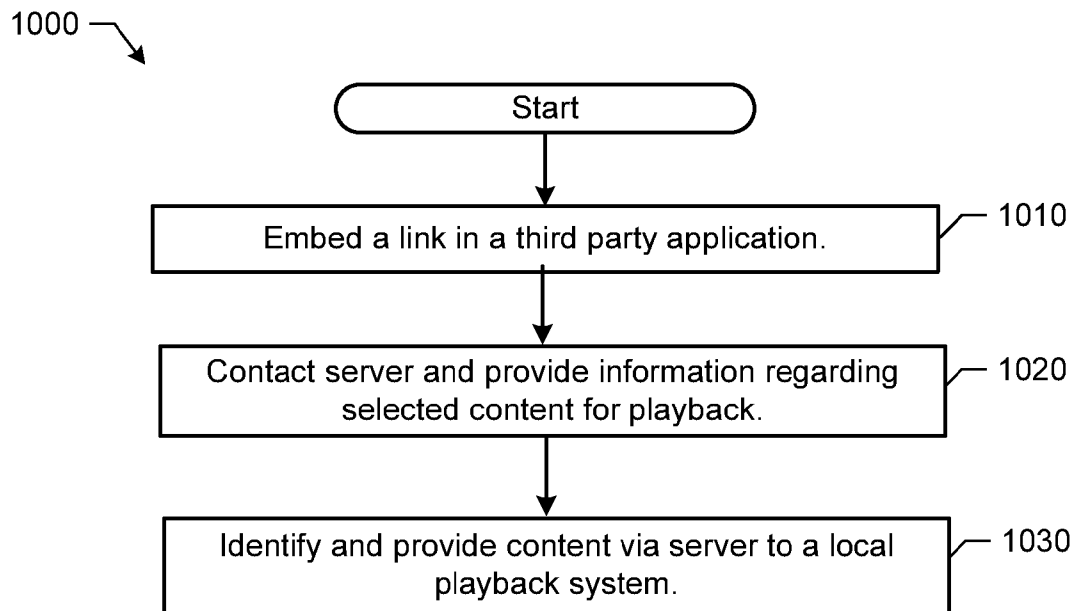 1000
Start
Embed a link in a third party application.
1010
Contact server and provide information regarding
selected content for playback.
1020
Identify and provide content via server to a local
playback system.
1030